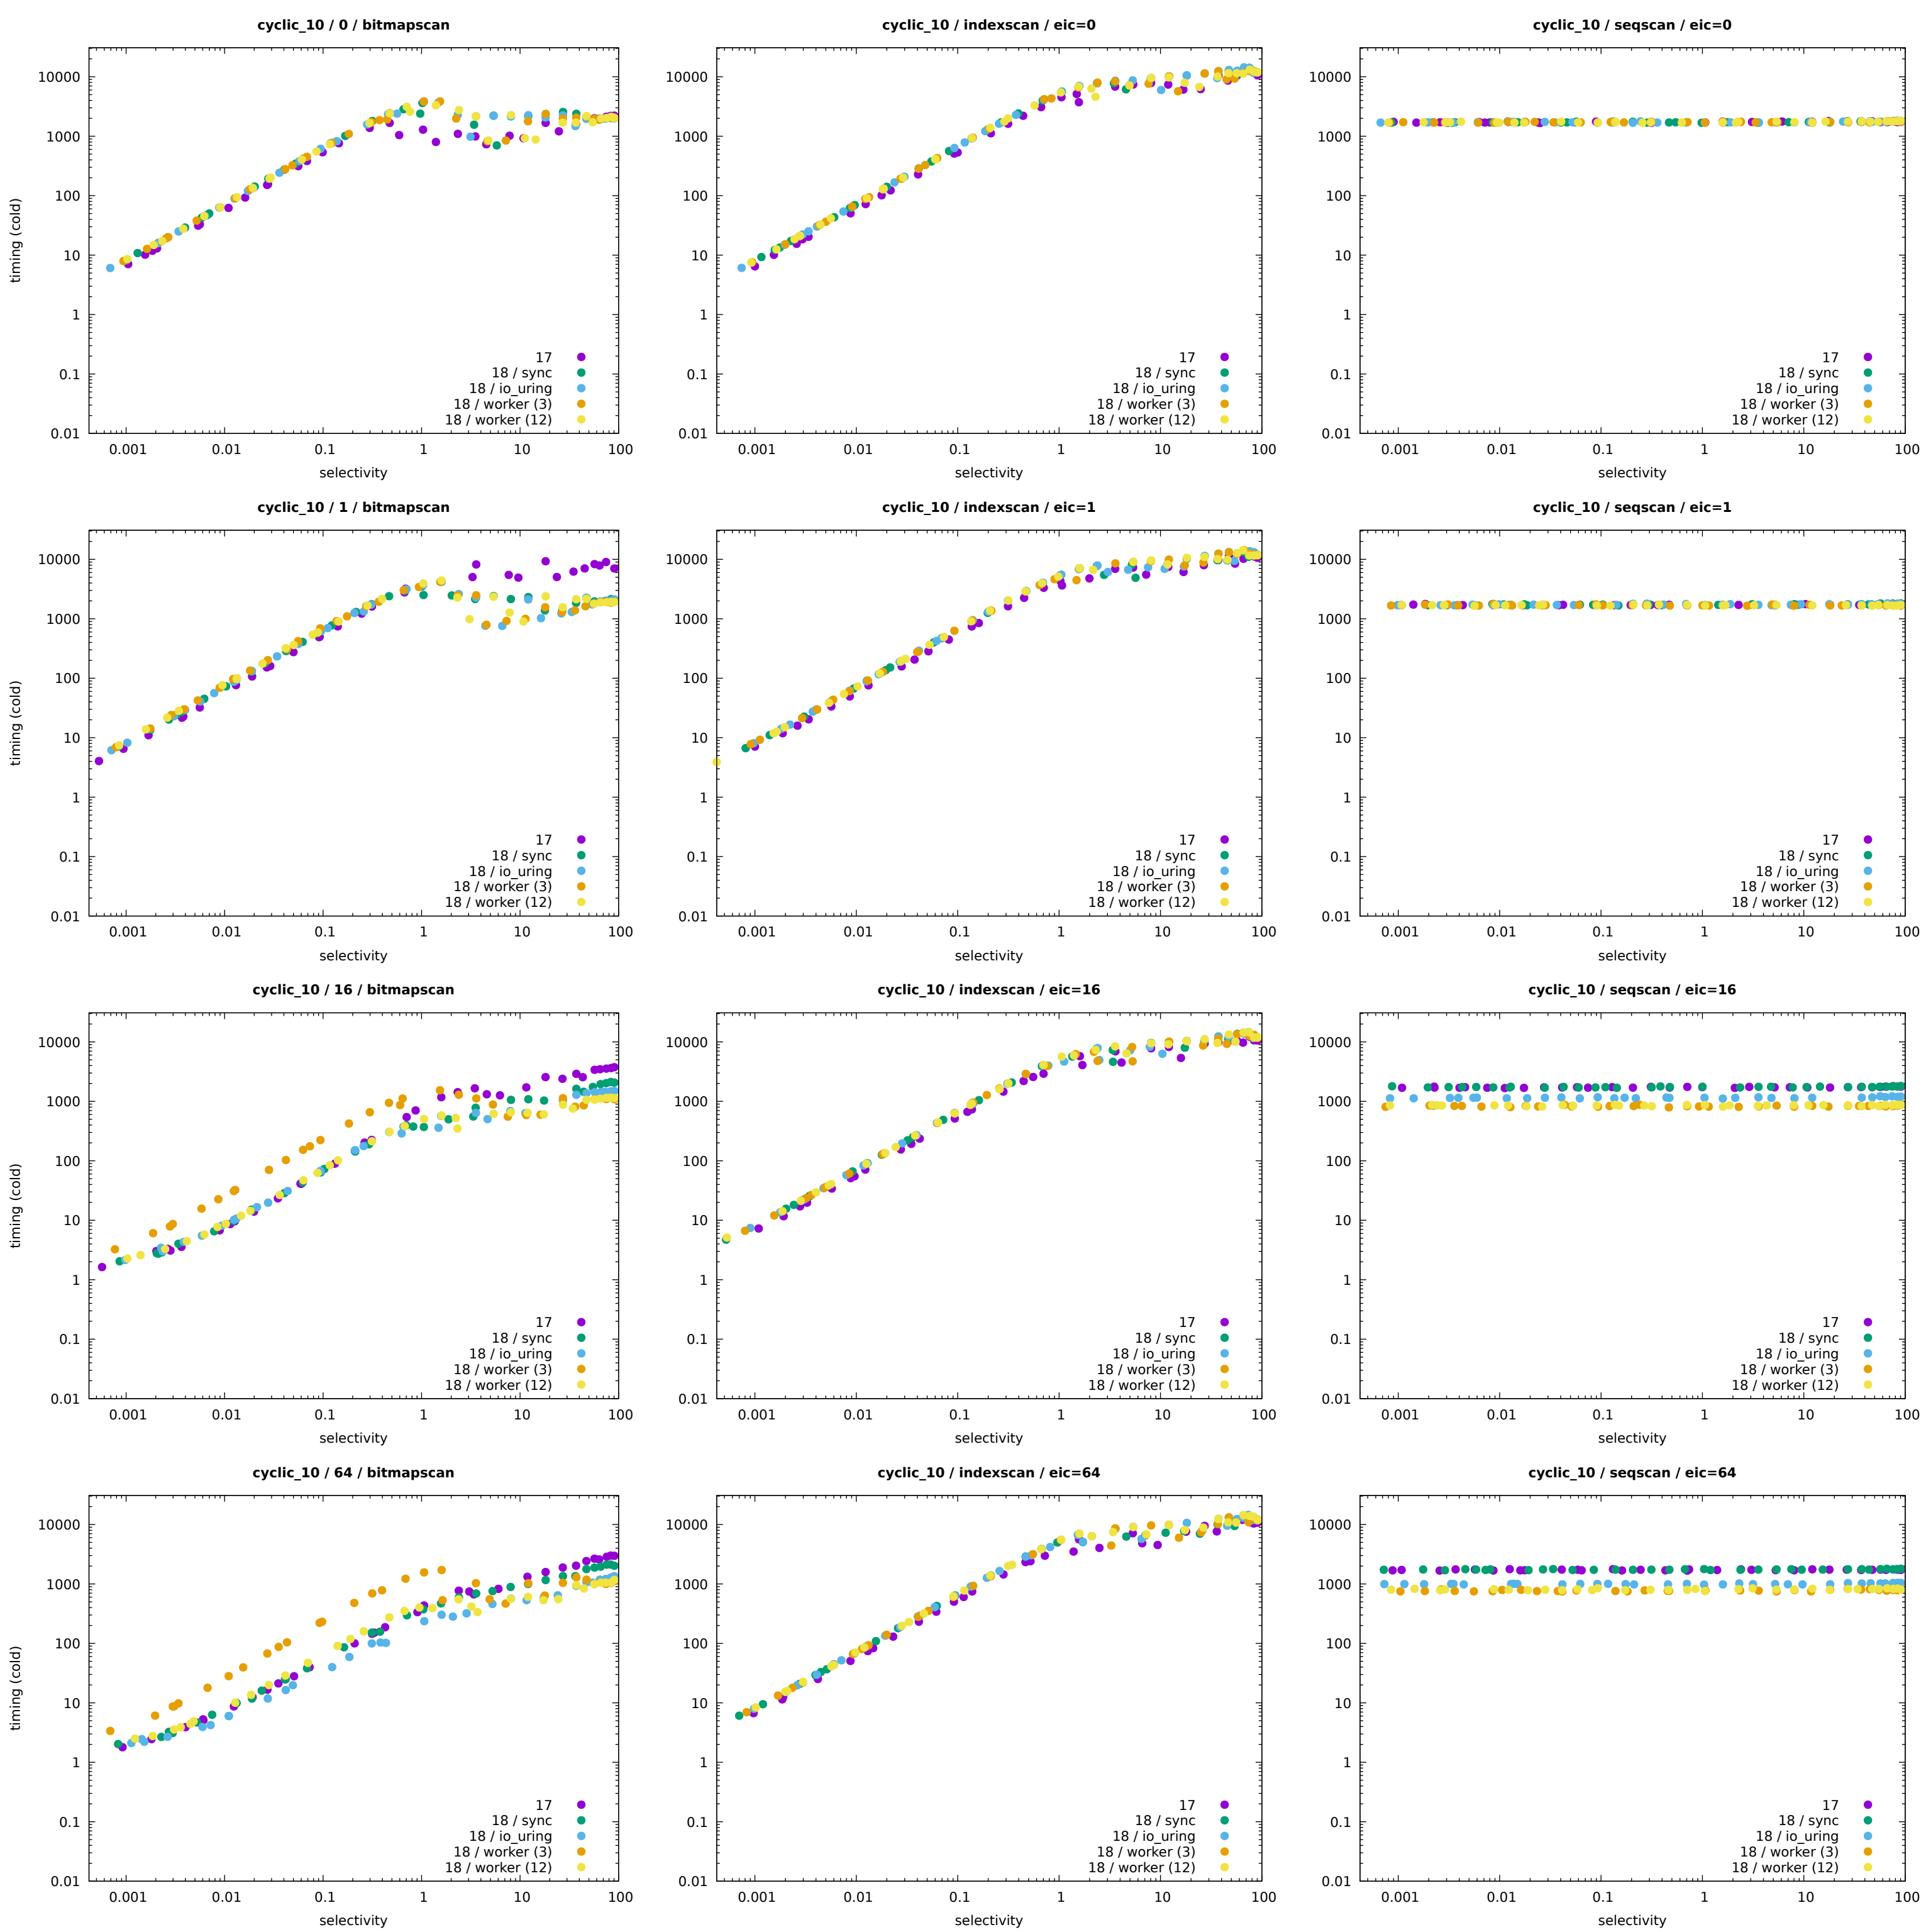 cyclic_10 / 0 / bitmapscan
timing (cold)
10000
1000
100
10
1
0.1
0.01
17
18 / sync
18 / io_uring
18 / worker (3)
18 / worker (12)
0.001 0.01 0.1 1 10 100
selectivity
cyclic_10 / indexscan / eic=0
10000
1000
100
10
1
0.1
0.01
17
18 / sync
18 / io_uring
18 / worker (3)
18 / worker (12)
0.001 0.01 0.1 1 10 100
selectivity
cyclic_10 / seqscan / eic=0
10000
1000
100
10
1
0.1
0.01
17
18 / sync
18 / io_uring
18 / worker (3)
18 / worker (12)
0.001 0.01 0.1 1 10 100
selectivity
cyclic_10 / 1 / bitmapscan
timing (cold)
10000
1000
100
10
1
0.1
0.01
17
18 / sync
18 / io_uring
18 / worker (3)
18 / worker (12)
0.001 0.01 0.1 1 10 100
selectivity
cyclic_10 / indexscan / eic=1
10000
1000
100
10
1
0.1
0.01
17
18 / sync
18 / io_uring
18 / worker (3)
18 / worker (12)
0.001 0.01 0.1 1 10 100
selectivity
cyclic_10 / seqscan / eic=1
10000
1000
100
10
1
0.1
0.01
17
18 / sync
18 / io_uring
18 / worker (3)
18 / worker (12)
0.001 0.01 0.1 1 10 100
selectivity
cyclic_10 / 16 / bitmapscan
timing (cold)
10000
1000
100
10
1
0.1
0.01
17
18 / sync
18 / io_uring
18 / worker (3)
18 / worker (12)
0.001 0.01 0.1 1 10 100
selectivity
cyclic_10 / indexscan / eic=16
10000
1000
100
10
1
0.1
0.01
17
18 / sync
18 / io_uring
18 / worker (3)
18 / worker (12)
0.001 0.01 0.1 1 10 100
selectivity
cyclic_10 / seqscan / eic=16
10000
1000
100
10
1
0.1
0.01
17
18 / sync
18 / io_uring
18 / worker (3)
18 / worker (12)
0.001 0.01 0.1 1 10 100
selectivity
cyclic_10 / 64 / bitmapscan
timing (cold)
10000
1000
100
10
1
0.1
0.01
17
18 / sync
18 / io_uring
18 / worker (3)
18 / worker (12)
0.001 0.01 0.1 1 10 100
selectivity
cyclic_10 / indexscan / eic=64
10000
1000
100
10
1
0.1
0.01
17
18 / sync
18 / io_uring
18 / worker (3)
18 / worker (12)
0.001 0.01 0.1 1 10 100
selectivity
cyclic_10 / seqscan / eic=64
10000
1000
100
10
1
0.1
0.01
17
18 / sync
18 / io_uring
18 / worker (3)
18 / worker (12)
0.001 0.01 0.1 1 10 100
selectivity